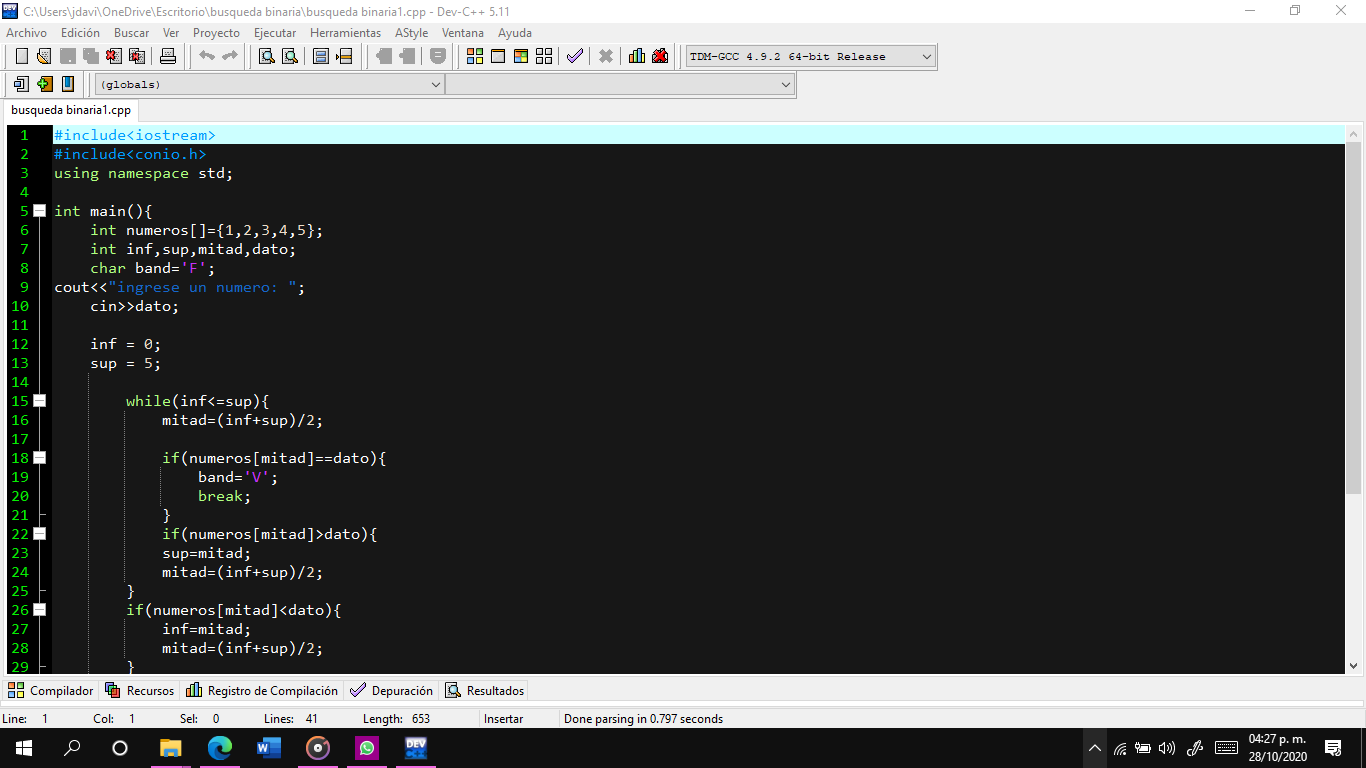 C:\Users\jdavi\OneDrive\Escritorio\busqueda binaria\busqueda binaria1.cpp - Dev-C++ 5.11
Archivo Edición Buscar Ver Proyecto Ejecutar Herramientas AStyle Ventana Ayuda
TDM-GCC 4.9.2 64-bit Release
(globals)
busqueda binaria1.cpp
1 #include<iostream>
2 #include<conio.h>
3 using namespace std;
4
5 int main(){
6 int numeros[]={1,2,3,4,5};
7 int inf,sup,mitad,dato;
8 char band='F';
9 cout<<"ingrese un numero: ";
10 cin>>dato;
11
12 inf = 0;
13 sup = 5;
14
15 while(inf<=sup){
16 mitad=(inf+sup)/2;
17
18 if(numeros[mitad]==dato){
19 band='V';
20 break;
21 }
22 if(numeros[mitad]>dato){
23 sup=mitad;
24 mitad=(inf+sup)/2;
25 }
26 if(numeros[mitad]<dato){
27 inf=mitad;
28 mitad=(inf+sup)/2;
29 }
Compilador Recursos Registro de Compilación Depuración Resultados
Line: 1 Col: 1 Sel: 0 Lines: 41 Length: 653 Insertar Done parsing in 0.797 seconds
DEV
04:27 p. m.
28/10/2020